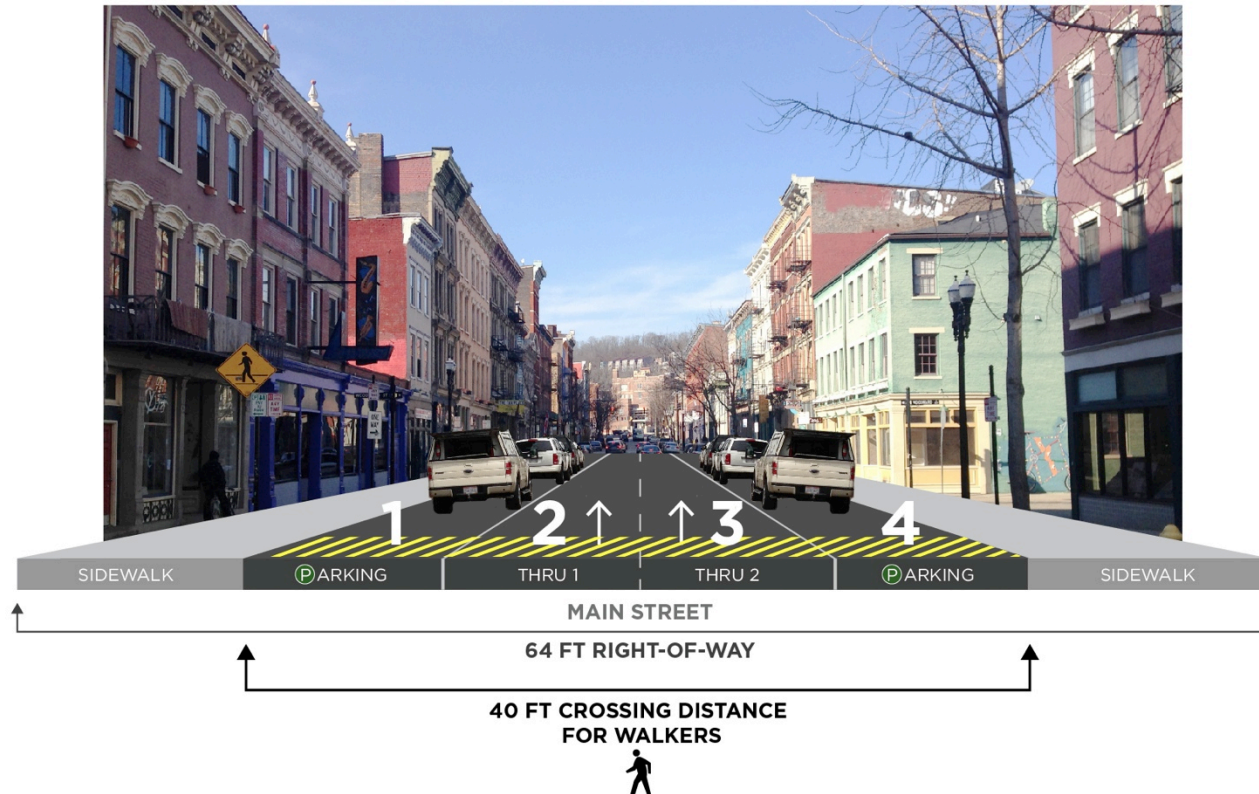 1 2 3 4
SIDEWALK PARKING THRU 1 THRU 2 PARKING SIDEWALK
MAIN STREET
64 FT RIGHT-OF-WAY
40 FT CROSSING DISTANCE
FOR WALKERS